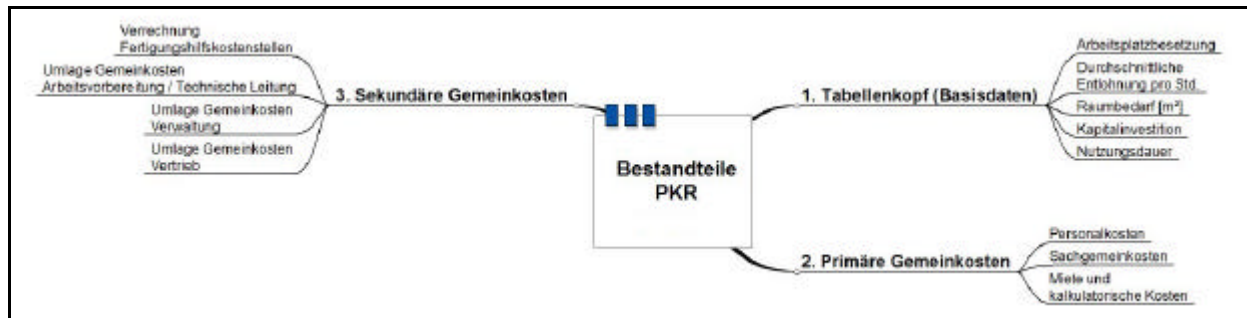 Bestandteile
PKR
1. Tabellenkopf (Basisdaten)
Arbeitsplatzbesetzung
Durchschnittliche
Entlohnung pro Std.
Raumbedarf [m²]
Kapitalinvestition
Nutzungsdauer
2. Primäre Gemeinkosten
Personalkosten
Sachgemeinkosten
Miete und
kalkulatorische Kosten
3. Sekundäre Gemeinkosten
Verrechnung
Fertigungshilfskostenstellen
Umlage Gemeinkosten
Arbeitsvorbereitung / Technische Leitung
Umlage Gemeinkosten
Verwaltung
Umlage Gemeinkosten
Vertrieb